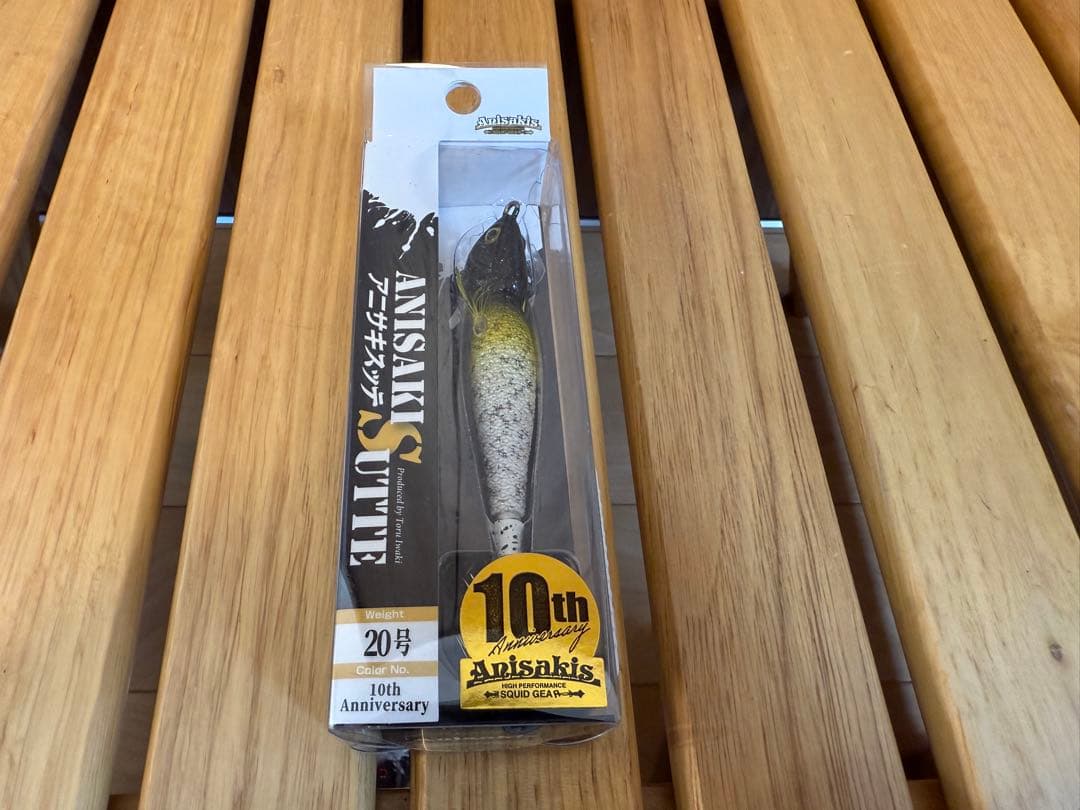 Anisakis
ANISAKIS
アニサキスッテ
SUTTE
Produced by Toru Iwaki
Weight
20号
Color No.
10th
Anniversary
10th
Anniversary
Anisakis
HIGH PERFORMANCE
SQUID GEAR